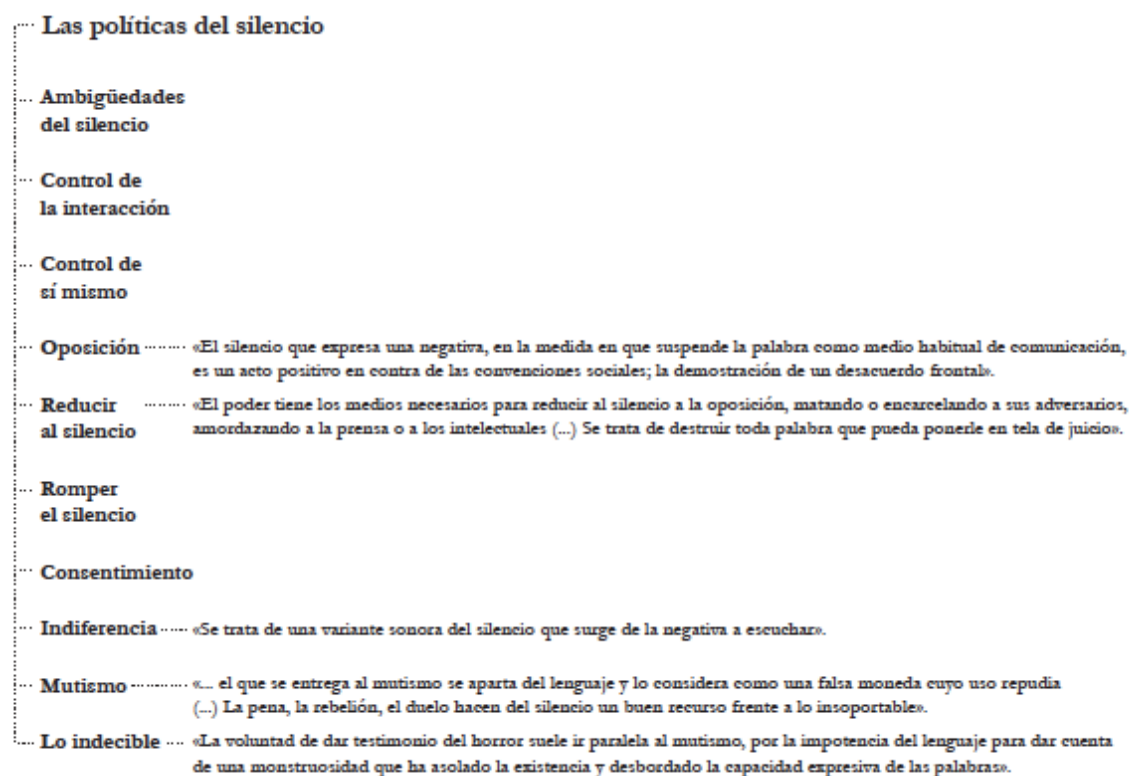 Las políticas del silencio
Ambigüedades
del silencio
Control de
la interacción
Control de
sí mismo
Oposición «El silencio que expresa una negativa, en la medida en que suspende la palabra como medio habitual de comunicación,
es un acto positivo en contra de las convenciones sociales; la demostración de un desacuerdo frontal».
Reducir «El poder tiene los medios necesarios para reducir al silencio a la oposición, matando o encarcelando a sus adversarios,
al silencio amordazando a la prensa o a los intelectuales (...) Se trata de destruir toda palabra que pueda ponerle en tela de juicio».
Romper
el silencio
Consentimiento
Indiferencia «Se trata de una variante sonora del silencio que surge de la negativa a escuchar».
Mutismo «... el que se entrega al mutismo se aparta del lenguaje y lo considera como una falsa moneda cuyo uso repudia
(...) La pena, la rebelión, el duelo hacen del silencio un buen recurso frente a lo insoportable».
Lo indecible «La voluntad de dar testimonio del horror suele ir paralela al mutismo, por la impotencia del lenguaje para dar cuenta
de una monstruosidad que ha asolado la existencia y desbordado la capacidad expresiva de las palabras».